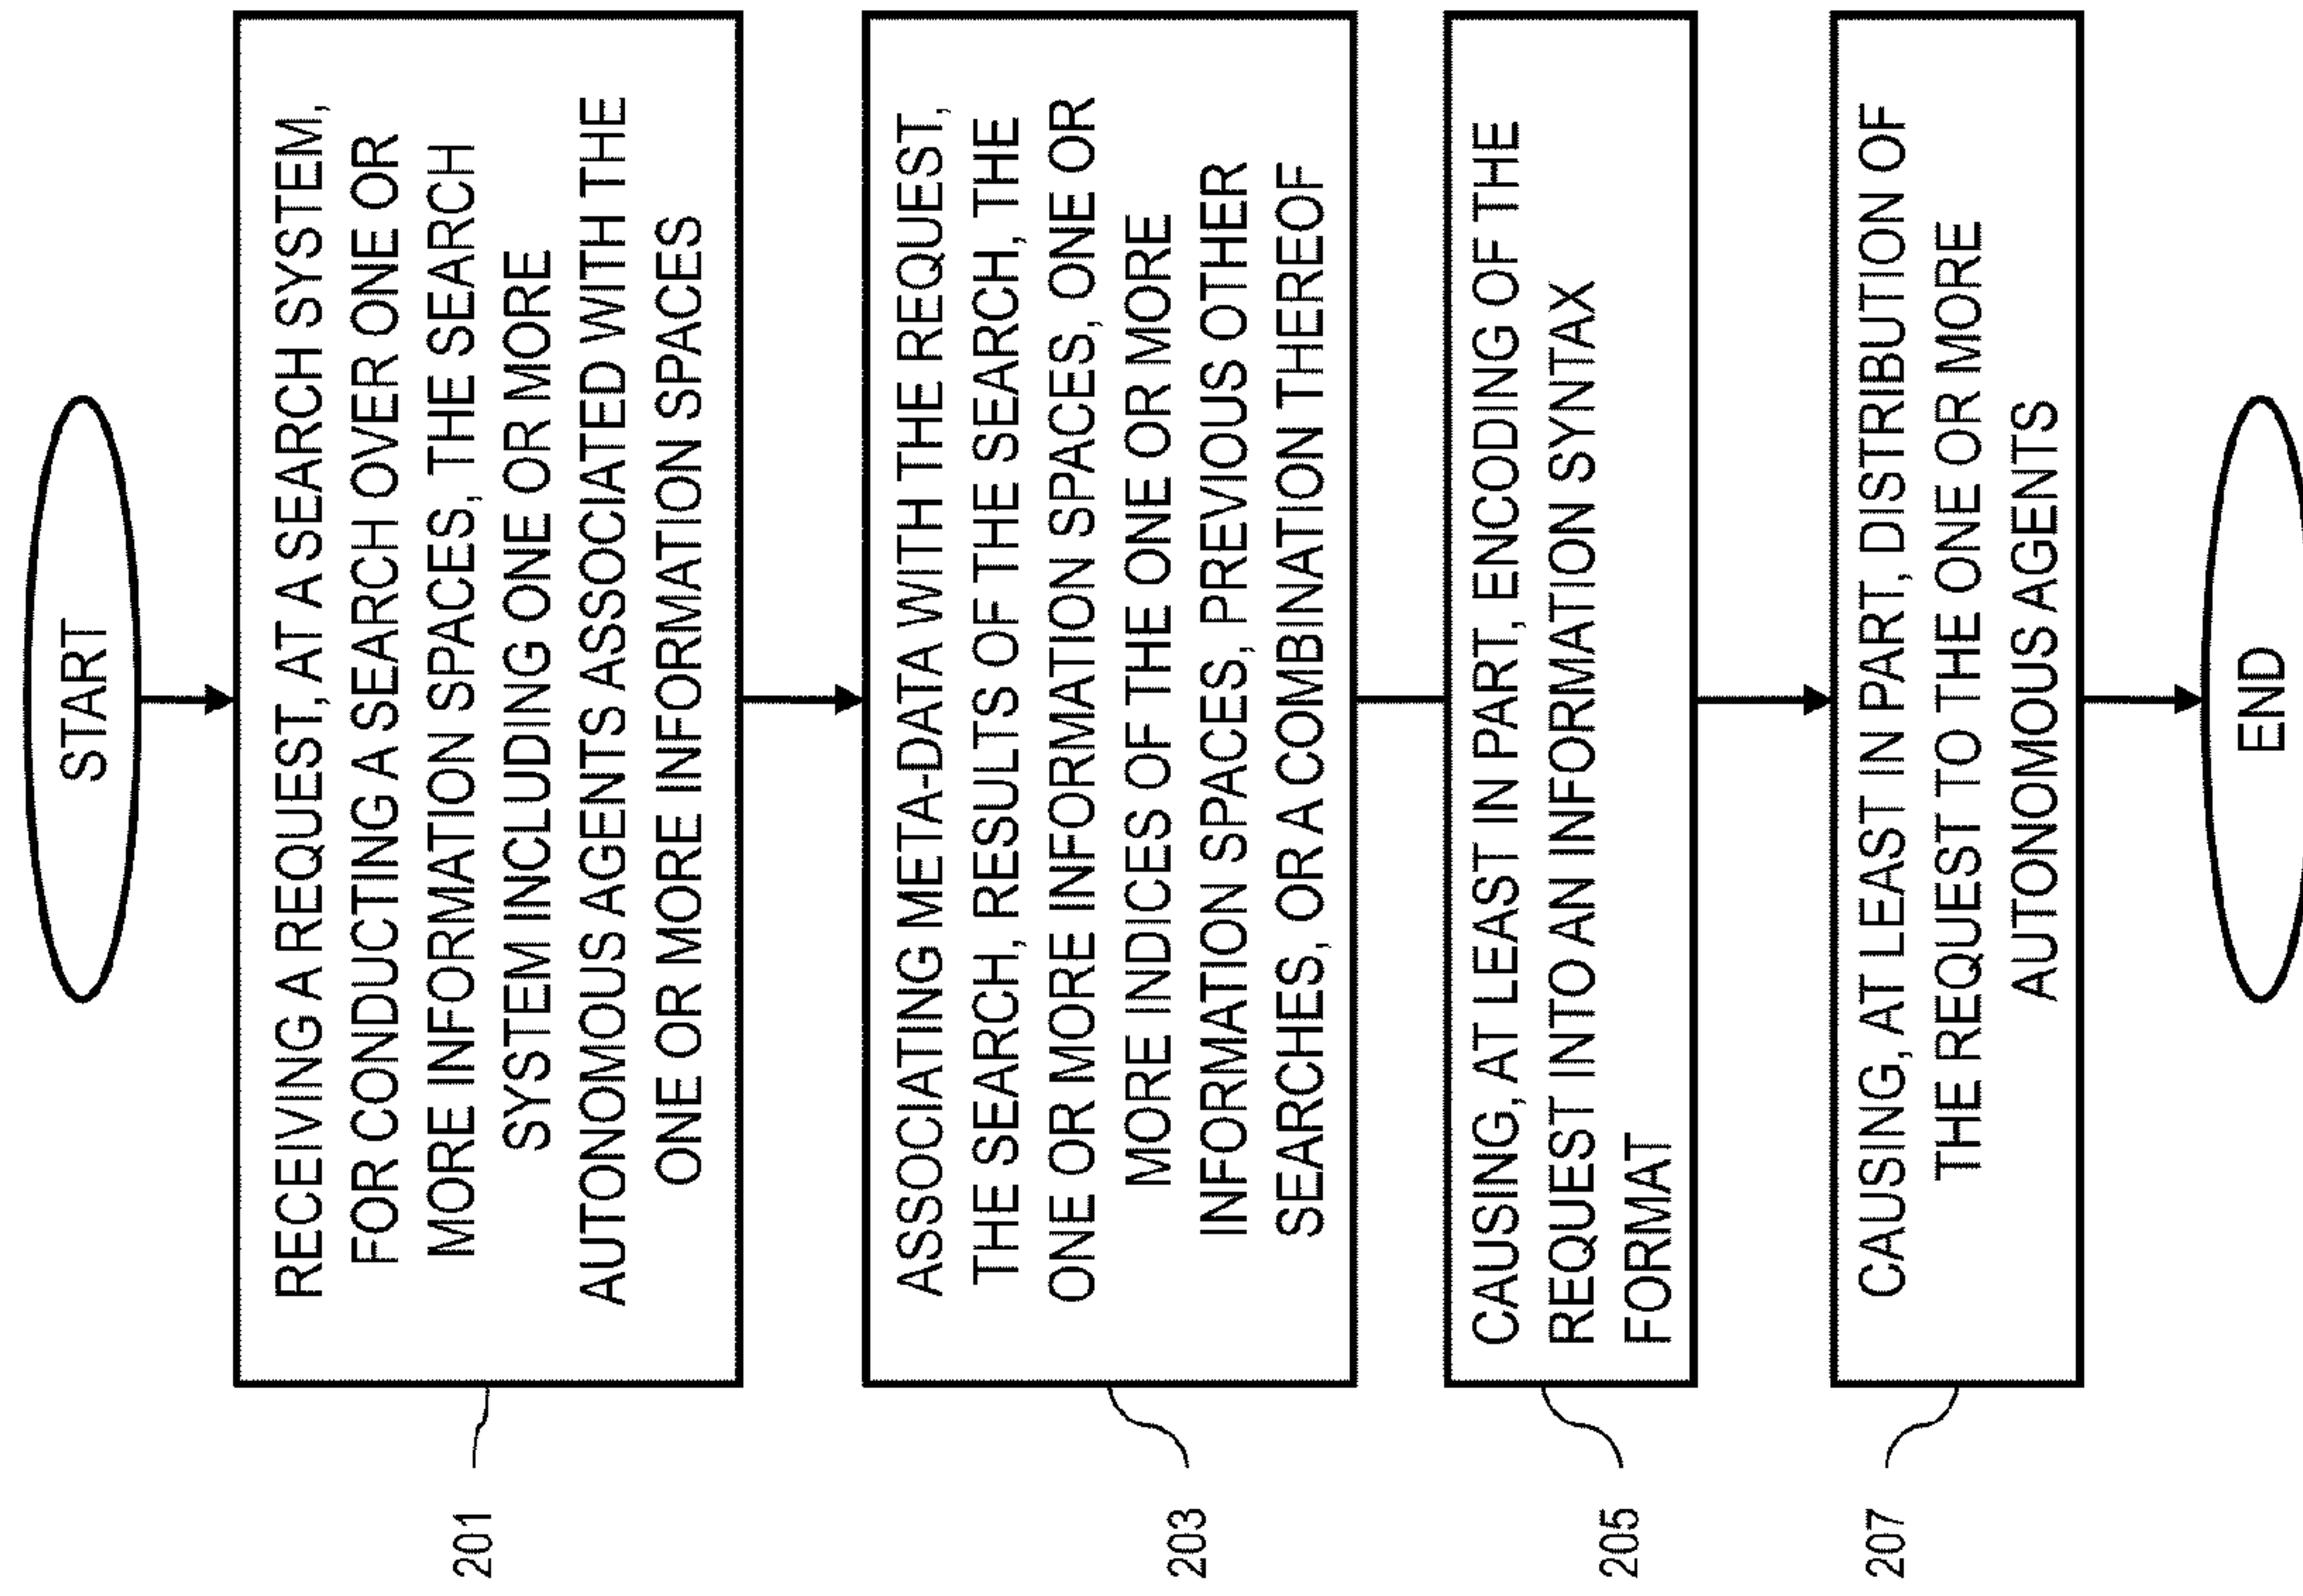 START
RECEIVING A REQUEST, AT A SEARCH SYSTEM,
FOR CONDUCTING A SEARCH OVER ONE OR
MORE INFORMATION SPACES, THE SEARCH
SYSTEM INCLUDING ONE OR MORE
AUTONOMOUS AGENTS ASSOCIATED WITH THE
ONE OR MORE INFORMATION SPACES
201
ASSOCIATING META-DATA WITH THE REQUEST,
THE SEARCH, RESULTS OF THE SEARCH, THE
ONE OR MORE INFORMATION SPACES, ONE OR
MORE INDICES OF THE ONE OR MORE
INFORMATION SPACES, PREVIOUS OTHER
SEARCHES, OR A COMBINATION THEREOF
203
CAUSING, AT LEAST IN PART, ENCODING OF THE
REQUEST INTO AN INFORMATION SYNTAX
FORMAT
205
CAUSING, AT LEAST IN PART, DISTRIBUTION OF
THE REQUEST TO THE ONE OR MORE
AUTONOMOUS AGENTS
207
END